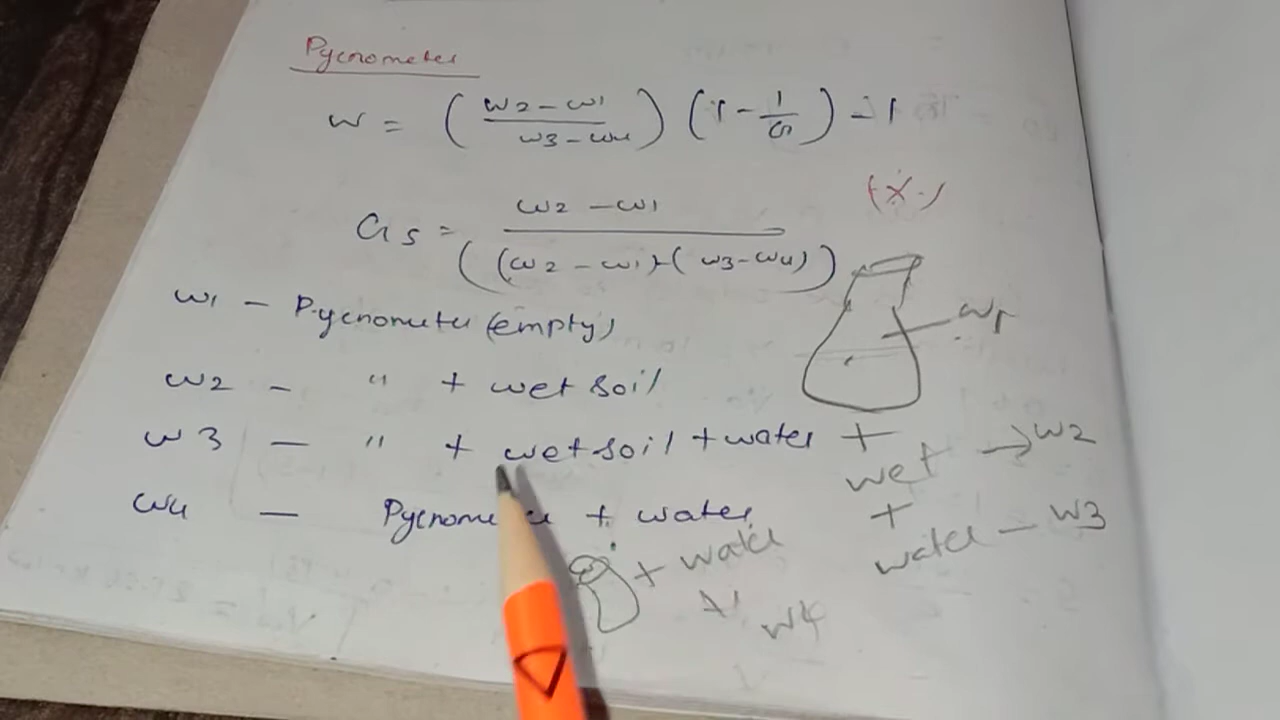 Pycnometer
w = ( w2 - w1 / w3 - w4 ) ( 1 - 1/G ) - 1
Gs = w2 - w1 / ((w2 - w1) - (w3 - w4))
w1 - Pycnometer (empty)
w1
w2 - " + wet soil
w3 - " + wet soil + water
+ wet → w2
w4 - Pycnometer + water
+ water - w3
+ water
w4